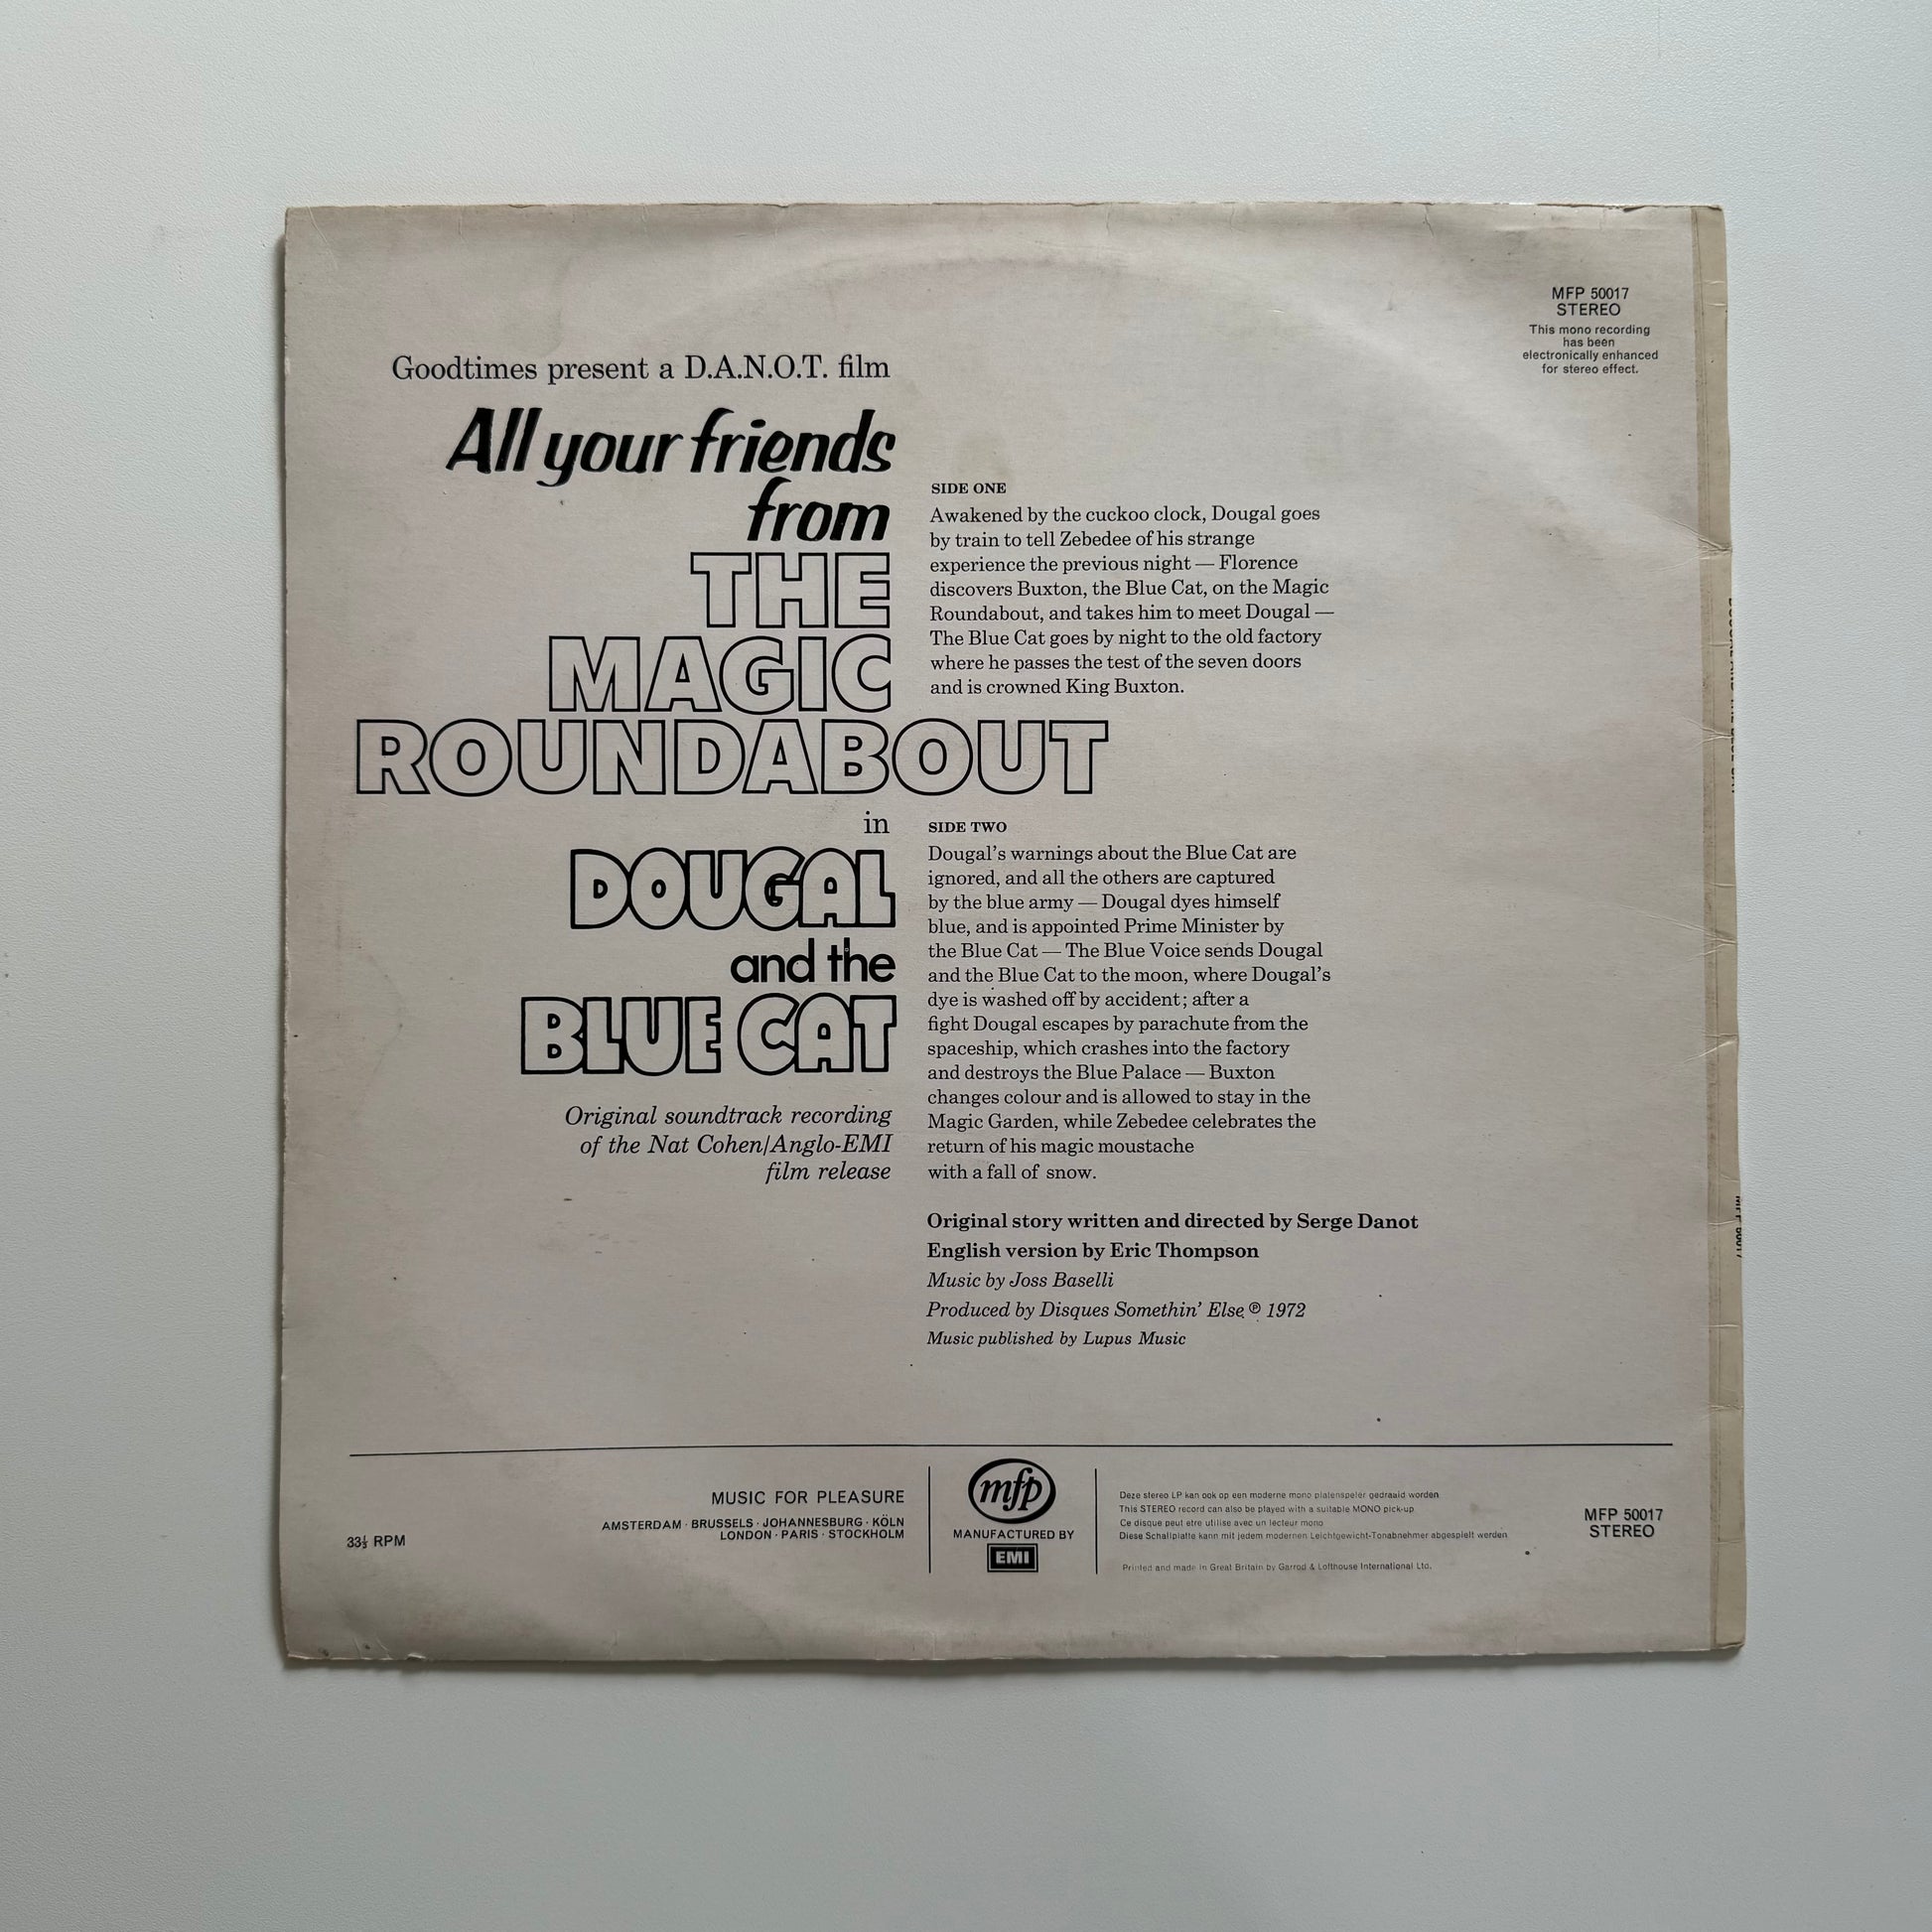 MFP 50017
STEREO
This mono recording
has been
electronically enhanced
for stereo effect.
Goodtimes present a D.A.N.O.T. film
All your friends
from
THE
MAGIC
ROUNDABOUT
in
DOUGAL
and the
BLUE CAT
Original soundtrack recording
of the Nat Cohen/Anglo-EMI
film release
SIDE ONE
Awakened by the cuckoo clock, Dougal goes
by train to tell Zebedee of his strange
experience the previous night — Florence
discovers Buxton, the Blue Cat, on the Magic
Roundabout, and takes him to meet Dougal —
The Blue Cat goes by night to the old factory
where he passes the test of the seven doors
and is crowned King Buxton.
SIDE TWO
Dougal's warnings about the Blue Cat are
ignored, and all the others are captured
by the blue army — Dougal dyes himself
blue, and is appointed Prime Minister by
the Blue Cat — The Blue Voice sends Dougal
and the Blue Cat to the moon, where Dougal's
dye is washed off by accident; after a
fight Dougal escapes by parachute from the
spaceship, which crashes into the factory
and destroys the Blue Palace — Buxton
changes colour and is allowed to stay in the
Magic Garden, while Zebedee celebrates the
return of his magic moustache
with a fall of snow.
Original story written and directed by Serge Danot
English version by Eric Thompson
Music by Joss Baselli
Produced by Disques Somethin' Else ℗ 1972
Music published by Lupus Music
33⅓ RPM
MUSIC FOR PLEASURE
AMSTERDAM · BRUSSELS · JOHANNESBURG · KÖLN
LONDON · PARIS · STOCKHOLM
mfp
MANUFACTURED BY
EMI
Deze stereo LP kan ook op een moderne mono platenspeler gedraaid worden
This STEREO record can also be played with a suitable MONO pick-up
Ce disque peut etre utilise avec un lecteur mono
Diese Schallplatte kann mit jedem modernen Leichtgewicht-Tonabnehmer abgespielt werden
Printed and made in Great Britain by Garrod & Lofthouse International Ltd.
MFP 50017
STEREO